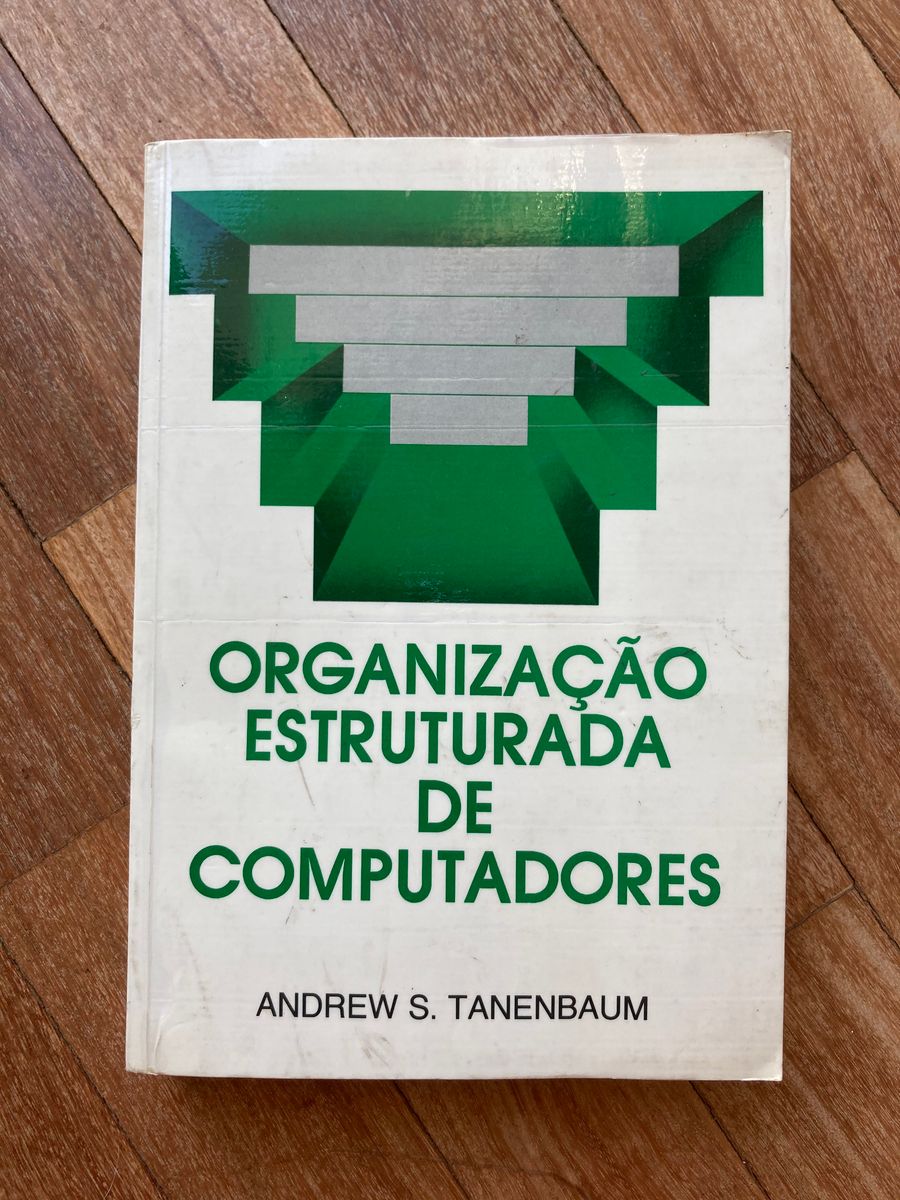 ORGANIZAÇÃO
ESTRUTURADA
DE
COMPUTADORES
ANDREW S. TANENBAUM